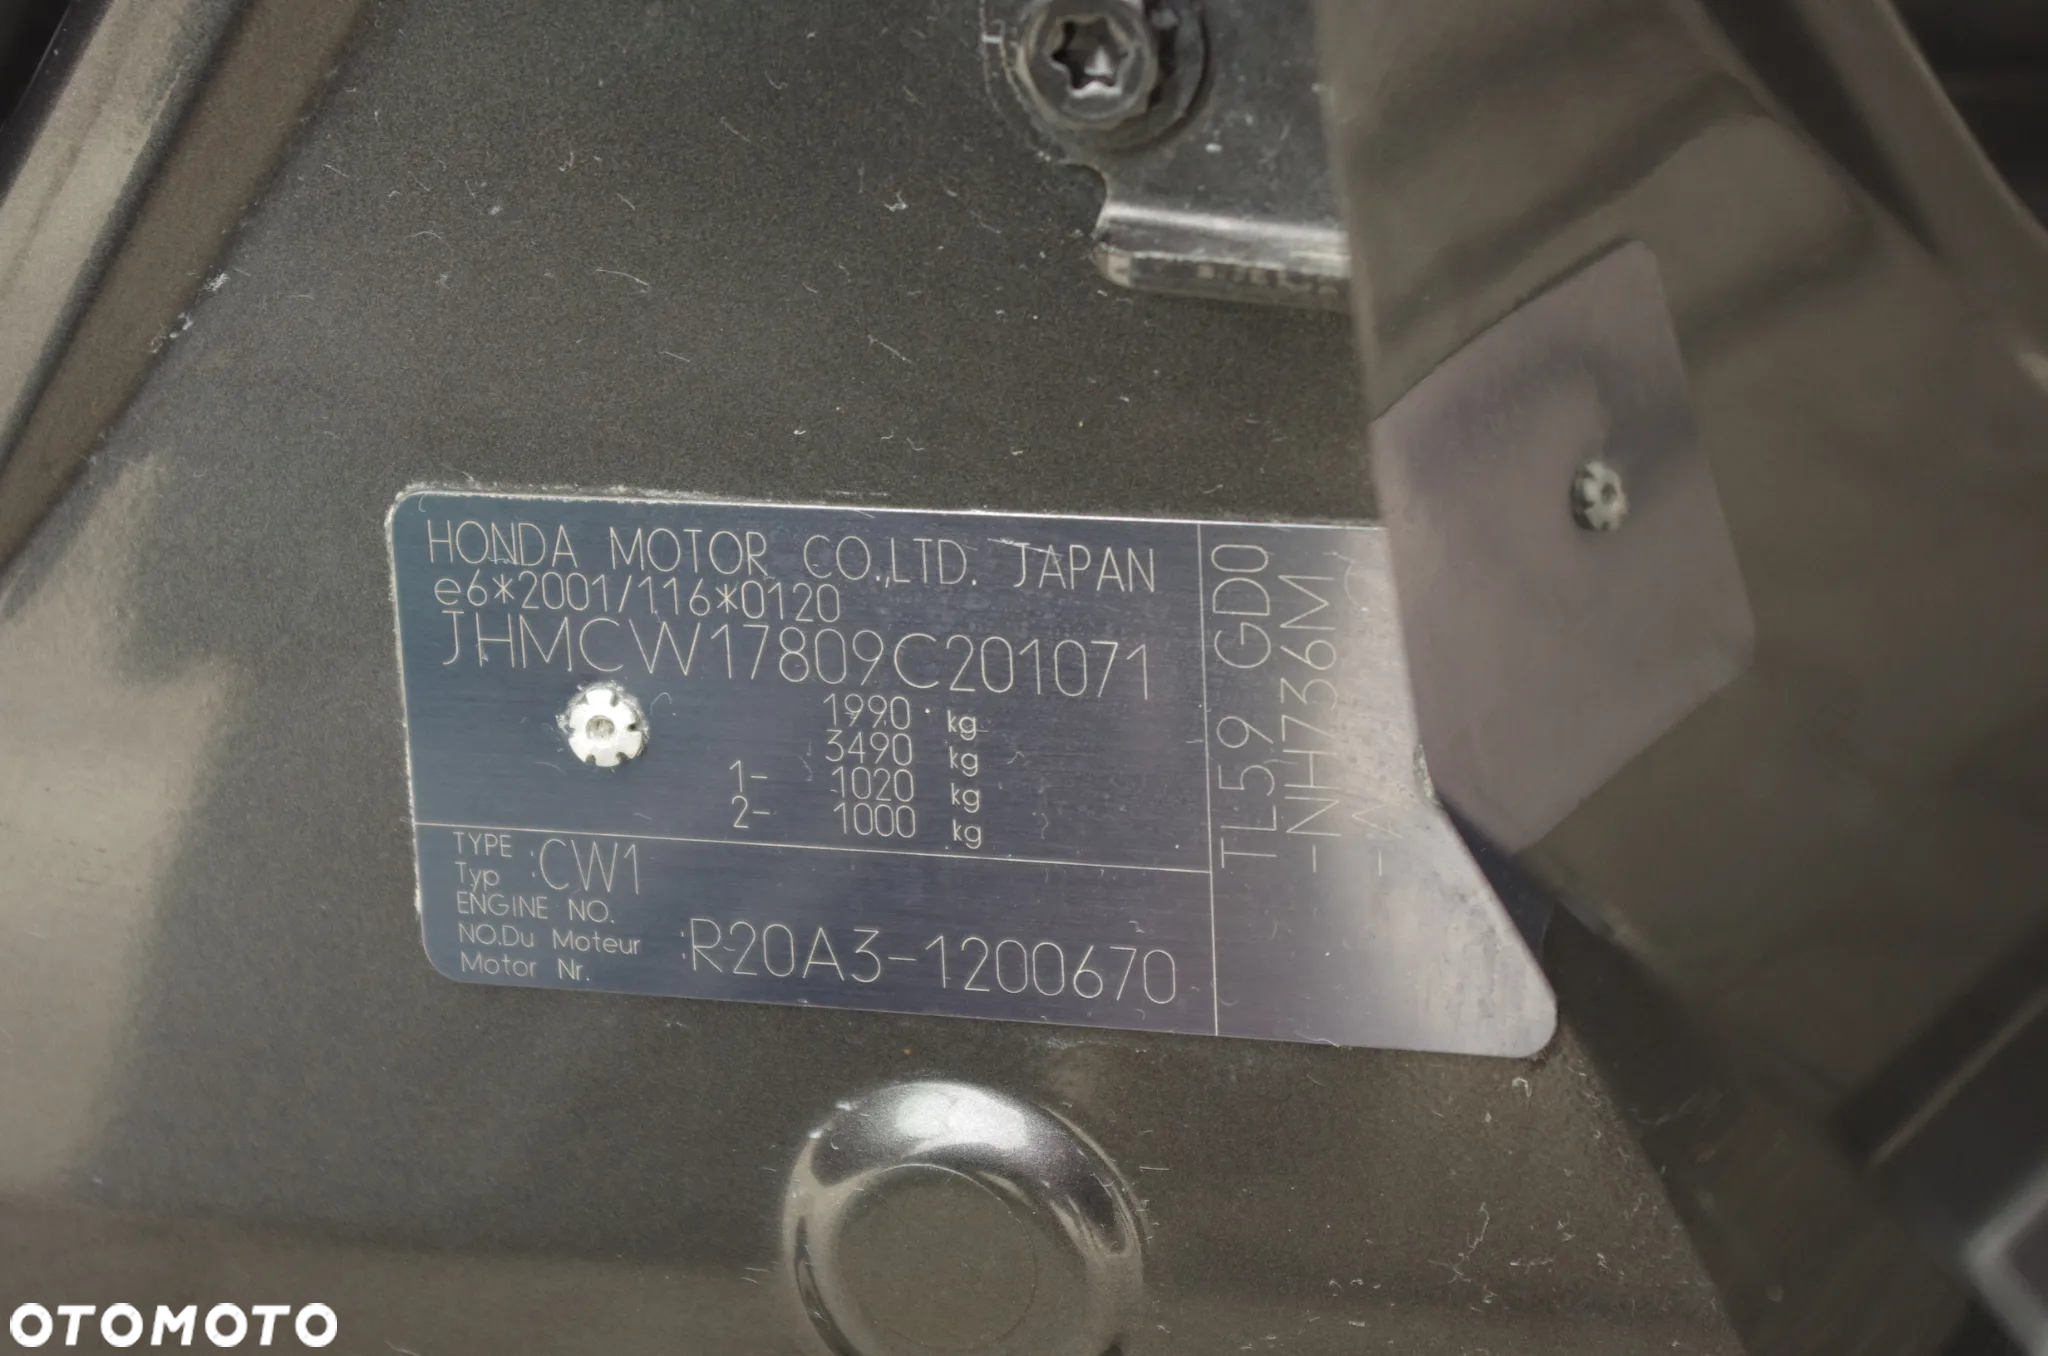 HONDA MOTOR CO.,LTD. JAPAN
e6*2001/116*0120
JHMCW17809C201071
1990 kg
3490 kg
1- 1020 kg
2- 1000 kg
TYPE
Typ :CW1
ENGINE NO.
NO.Du Moteur :R20A3-1200670
Motor Nr.
TL59 GD0
-NH736M
-A
OTOMOTO